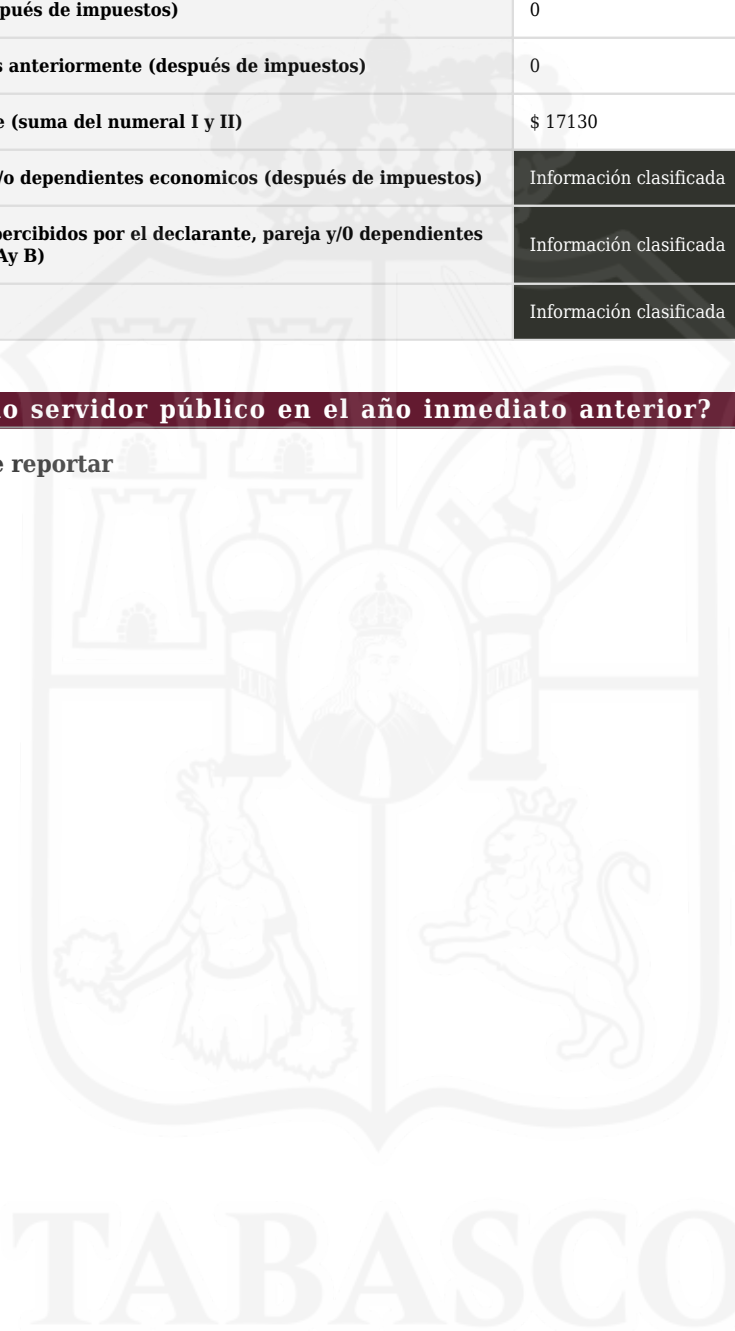 pués de impuestos) 0
s anteriormente (después de impuestos) 0
e (suma del numeral I y II) $ 17130
/o dependientes economicos (después de impuestos) Información clasificada
percibidos por el declarante, pareja y/0 dependientes
Ay B) Información clasificada
Información clasificada
o servidor público en el año inmediato anterior?
e reportar
PLUS ULTRA
TABASCO